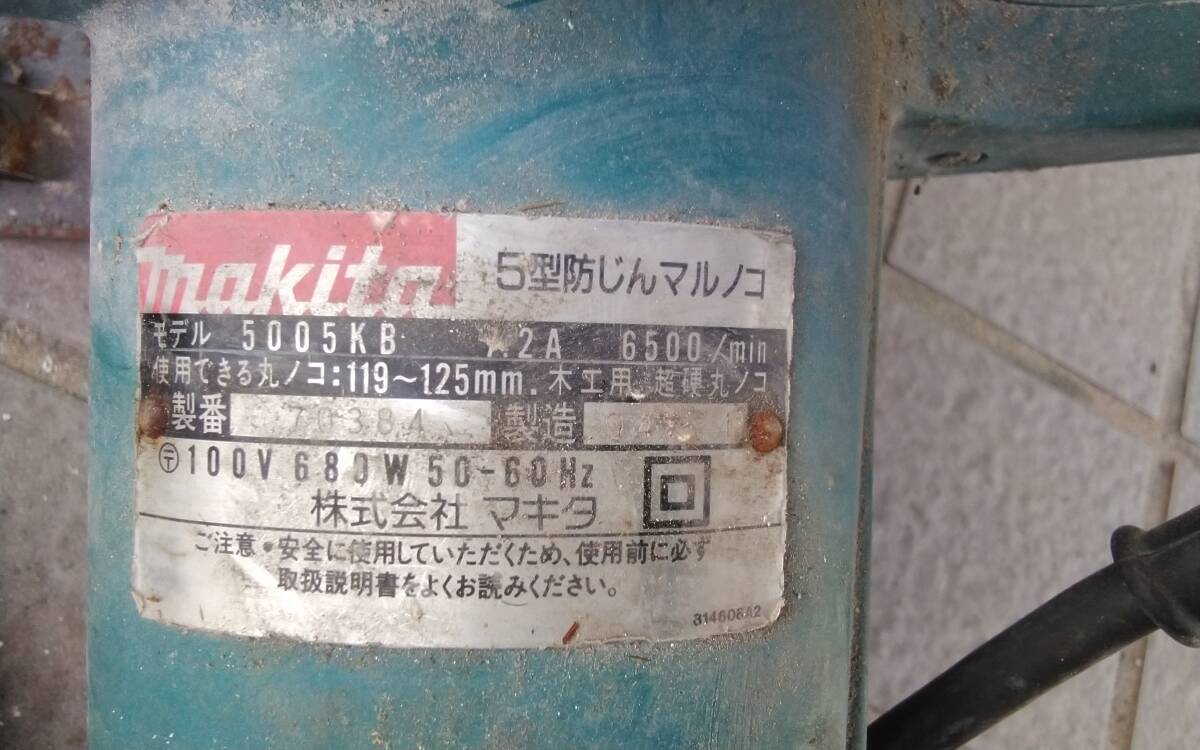 makita 5型防じんマルノコ
モデル 5005KB 7.2A 6500/min
使用できる丸ノコ:119〜125mm. 木工用 超硬丸ノコ
製番 70384 製造
〒100V 680W 50-60Hz
株式会社 マキタ
ご注意・安全に使用していただくため、使用前に必ず
取扱説明書をよくお読みください。
314608A2